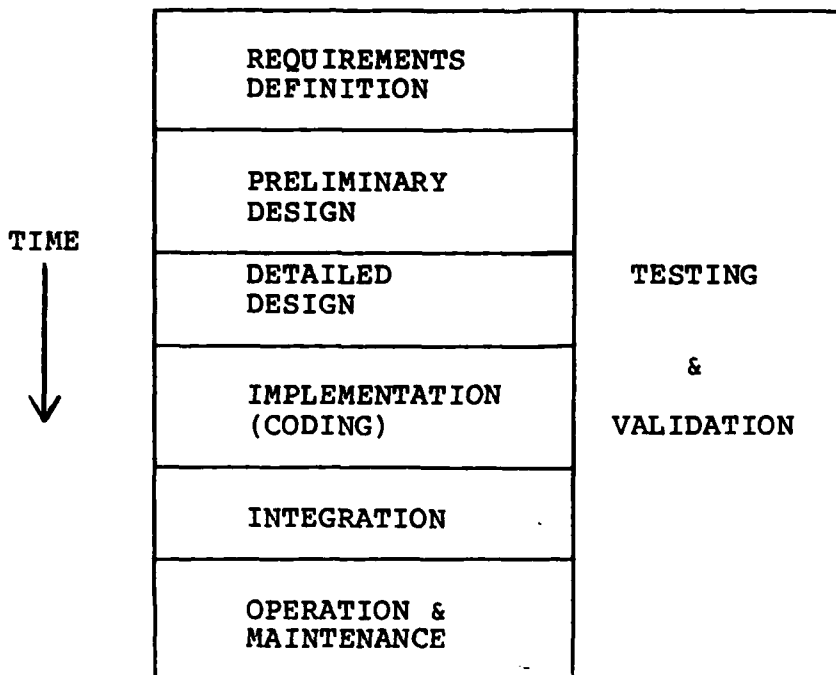 REQUIREMENTS
DEFINITION
PRELIMINARY
DESIGN
TIME
DETAILED
DESIGN
TESTING
&
VALIDATION
IMPLEMENTATION
(CODING)
INTEGRATION
OPERATION &
MAINTENANCE